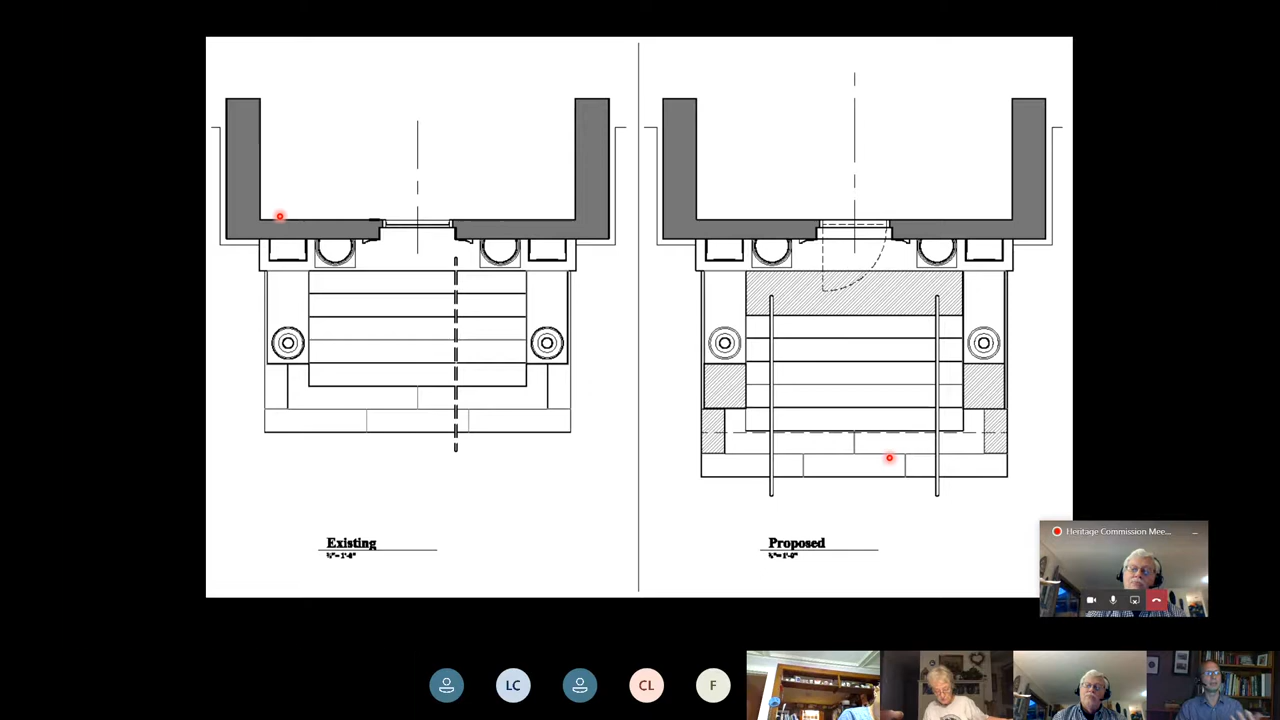 Existing
Proposed
Heritage Commission Mee...
LC
CL
F